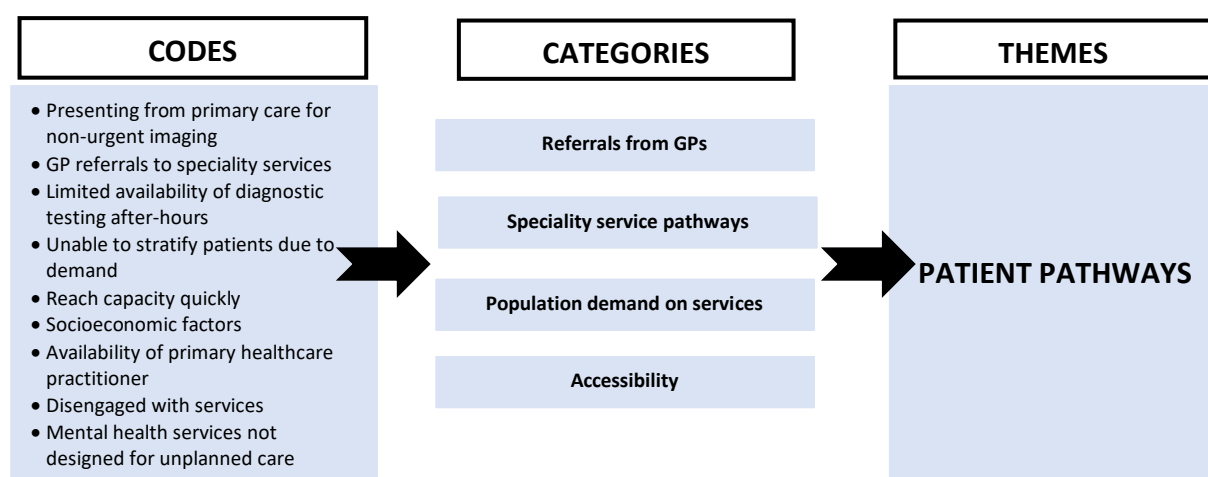 CODES
• Presenting from primary care for
non-urgent imaging
• GP referrals to speciality services
• Limited availability of diagnostic
testing after-hours
• Unable to stratify patients due to
demand
• Reach capacity quickly
• Socioeconomic factors
• Availability of primary healthcare
practitioner
• Disengaged with services
• Mental health services not
designed for unplanned care
CATEGORIES
Referrals from GPs
Speciality service pathways
Population demand on services
Accessibility
THEMES
PATIENT PATHWAYS